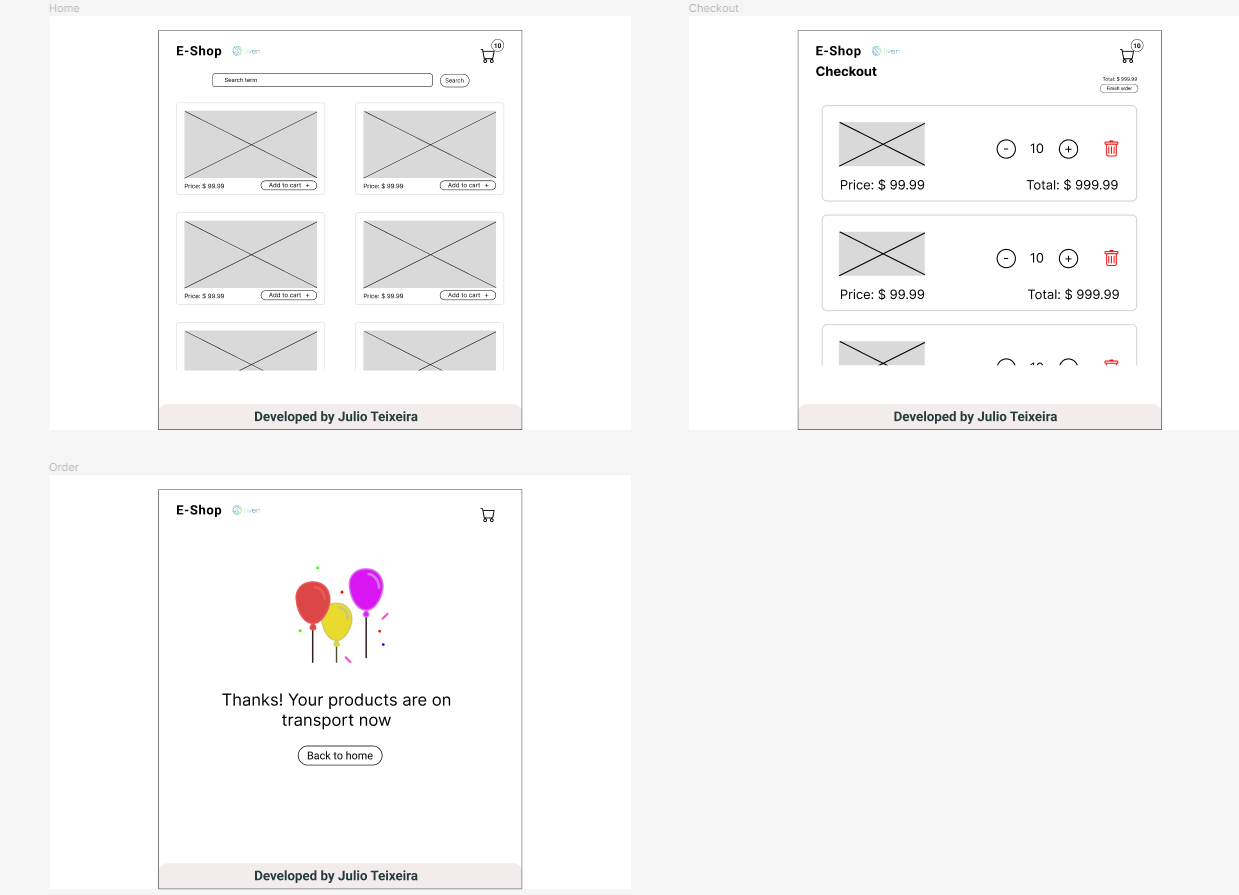 Home
E-Shop
10
Search term
Search
Price: $ 99.99
Add to cart +
Price: $ 99.99
Add to cart +
Price: $ 99.99
Add to cart +
Price: $ 99.99
Add to cart +
Developed by Julio Teixeira
Checkout
E-Shop
10
Checkout
Total: $ 999.99
Finish order
- 10 +
Price: $ 99.99
Total: $ 999.99
- 10 +
Price: $ 99.99
Total: $ 999.99
Developed by Julio Teixeira
Order
E-Shop
Thanks! Your products are on
transport now
Back to home
Developed by Julio Teixeira